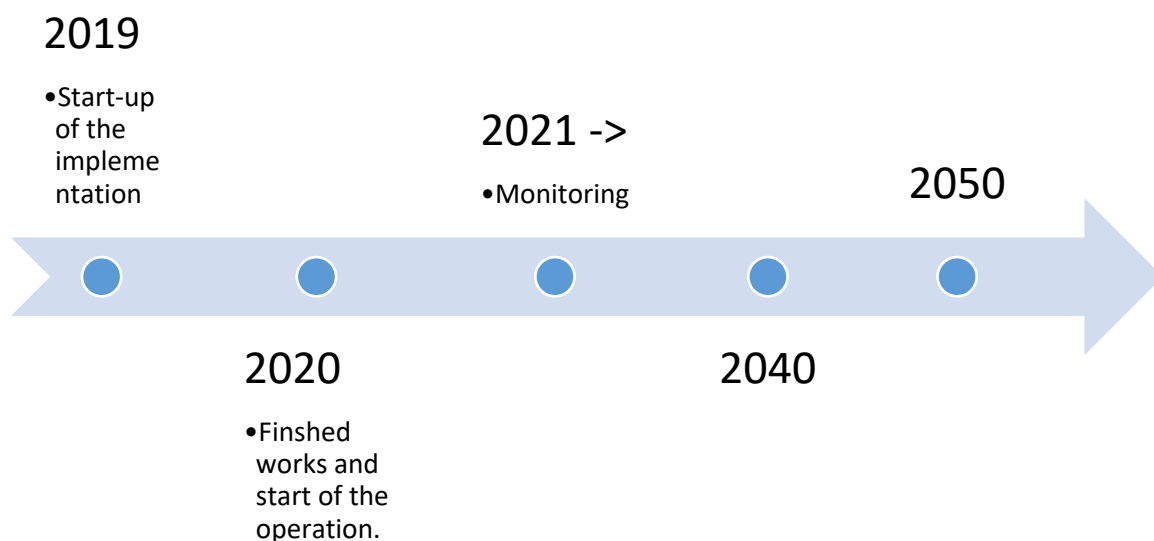 2019
•Start-up
of the
impleme
ntation
2020
•Finshed
works and
start of the
operation.
2021 ->
•Monitoring
2040
2050